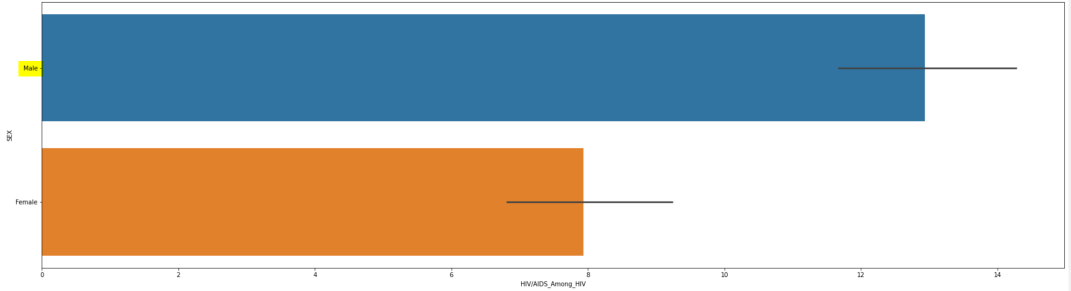 Male
SEX
Female
0 2 4 6 8 10 12 14
HIV/AIDS_Among_HIV